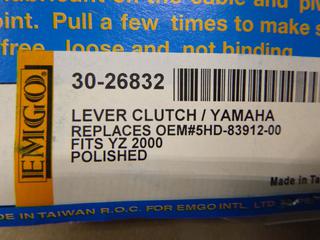 lubricant on the cable and piv
oint. Pull a few times to make s
free, loose and not binding.
30-26832
EMGO
LEVER CLUTCH / YAMAHA
REPLACES OEM#5HD-83912-00
FITS YZ 2000
POLISHED
Made in Ta
DE IN TAIWAN R.O.C. FOR EMGO INTL. LTD.